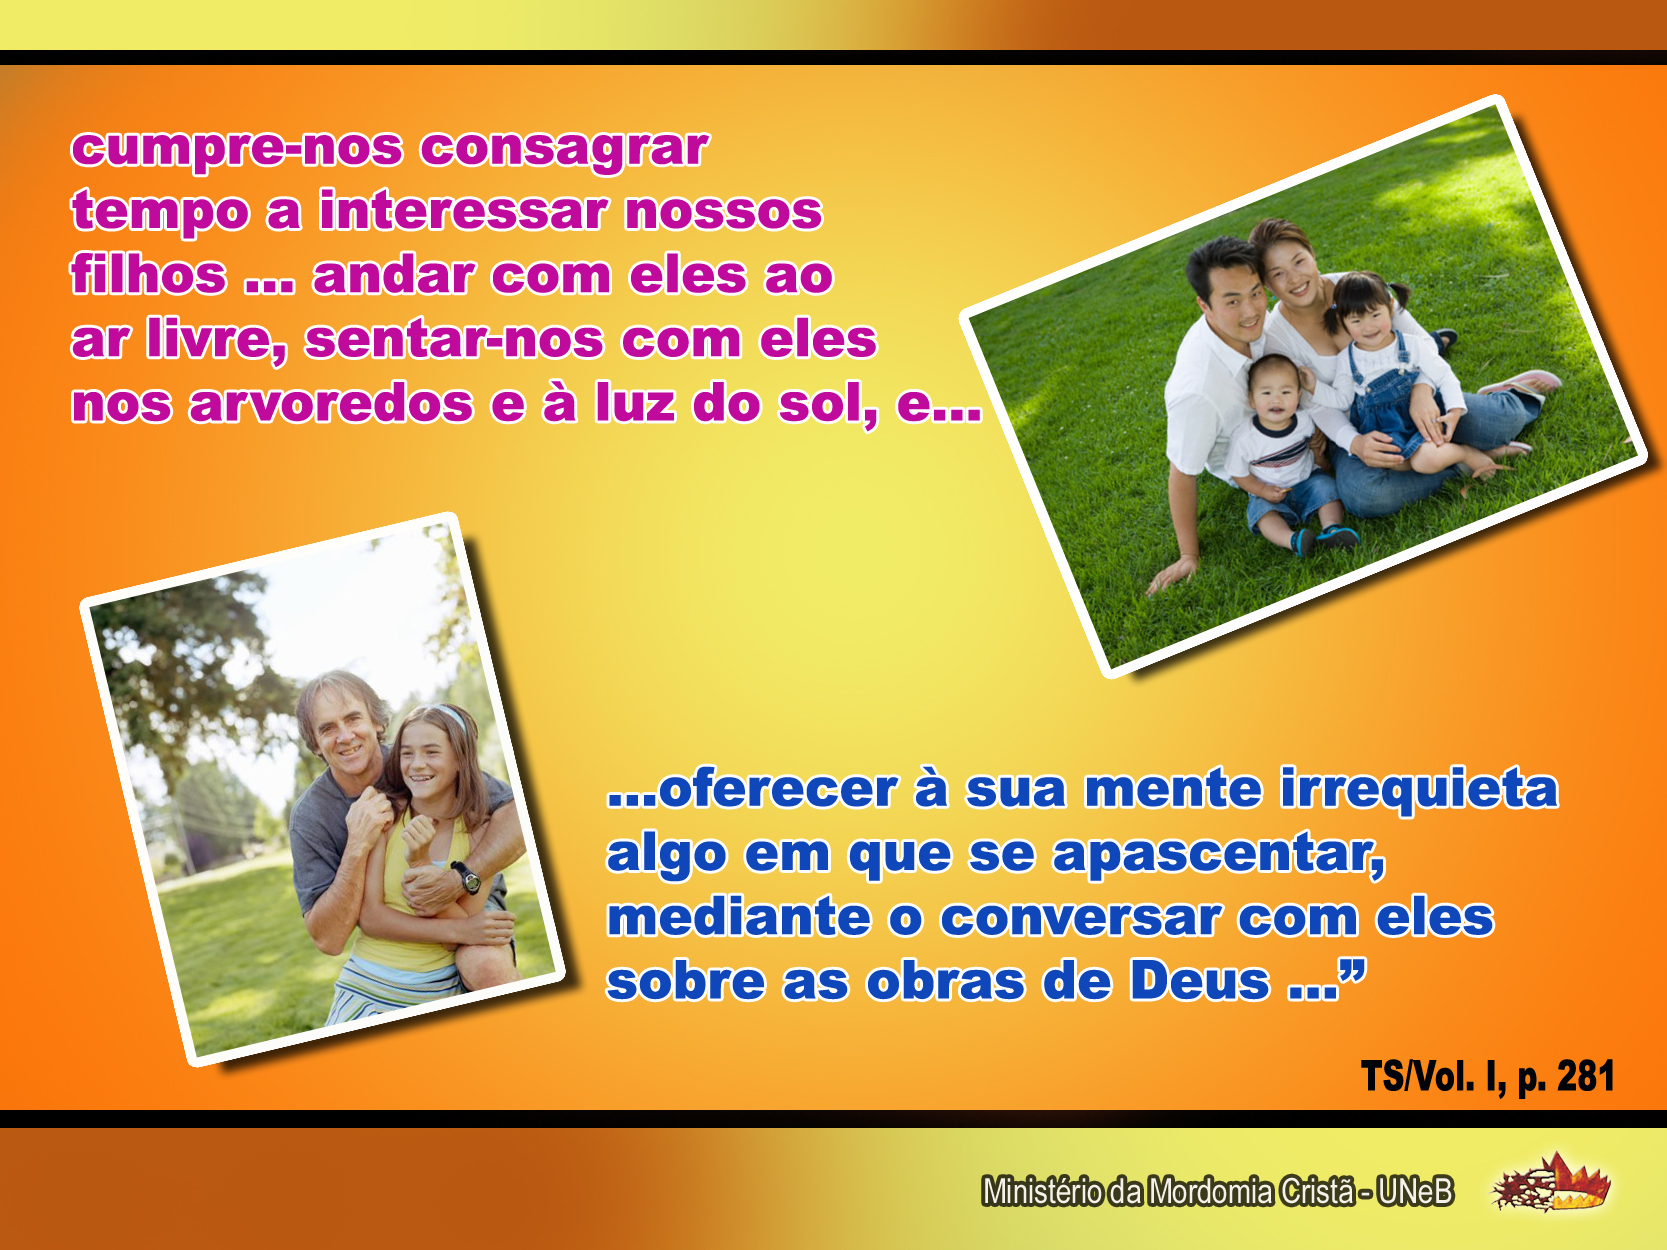 cumpre-nos consagrar
tempo a interessar nossos
filhos ... andar com eles ao
ar livre, sentar-nos com eles
nos arvoredos e à luz do sol, e...
...oferecer à sua mente irrequieta
algo em que se apascentar,
mediante o conversar com eles
sobre as obras de Deus ...”
TS/Vol. I, p. 281
Ministério da Mordomia Cristã - UNeB